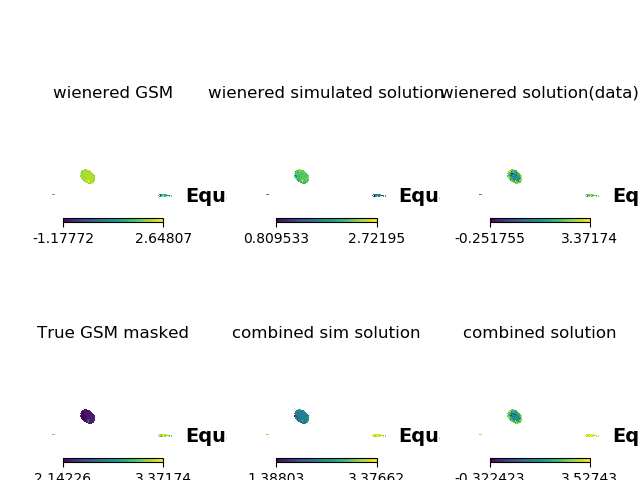 wienered GSM
wienered simulated solution
wienered solution(data)
Equ
Equ
Eq
-1.17772 2.64807
0.809533 2.72195
-0.251755 3.37174
True GSM masked
combined sim solution
combined solution
Equ
Equ
Eq
2.14226 3.37174
1.38803 3.37662
-0.322423 3.52743